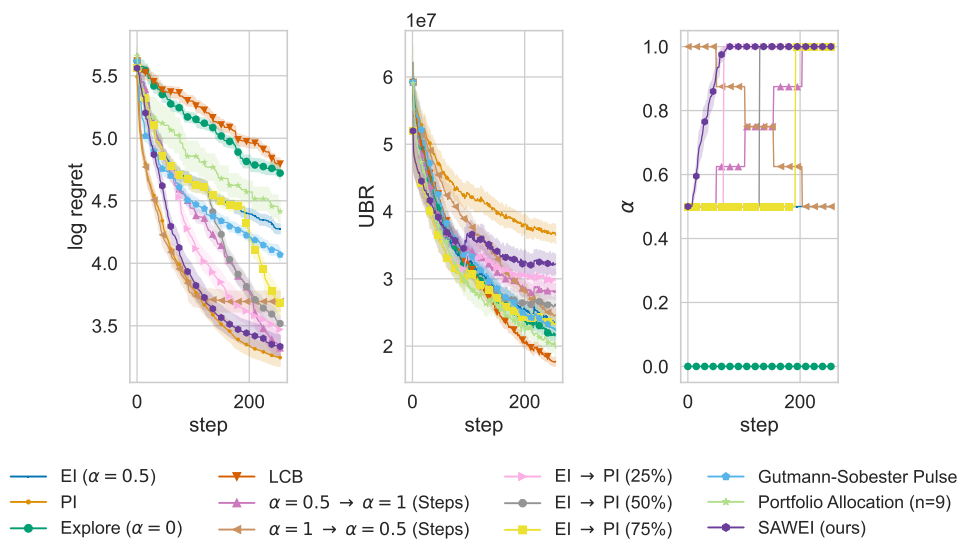 1e7
5.5
5.0
4.5
4.0
3.5
log regret
0 200
step
6
5
4
3
2
UBR
0 200
step
1.0
0.8
0.6
0.4
0.2
0.0
α
0 200
step
EI (α = 0.5)
PI
Explore (α = 0)
LCB
α = 0.5 → α = 1 (Steps)
α = 1 → α = 0.5 (Steps)
EI → PI (25%)
EI → PI (50%)
EI → PI (75%)
Gutmann-Sobester Pulse
Portfolio Allocation (n=9)
SAWEI (ours)